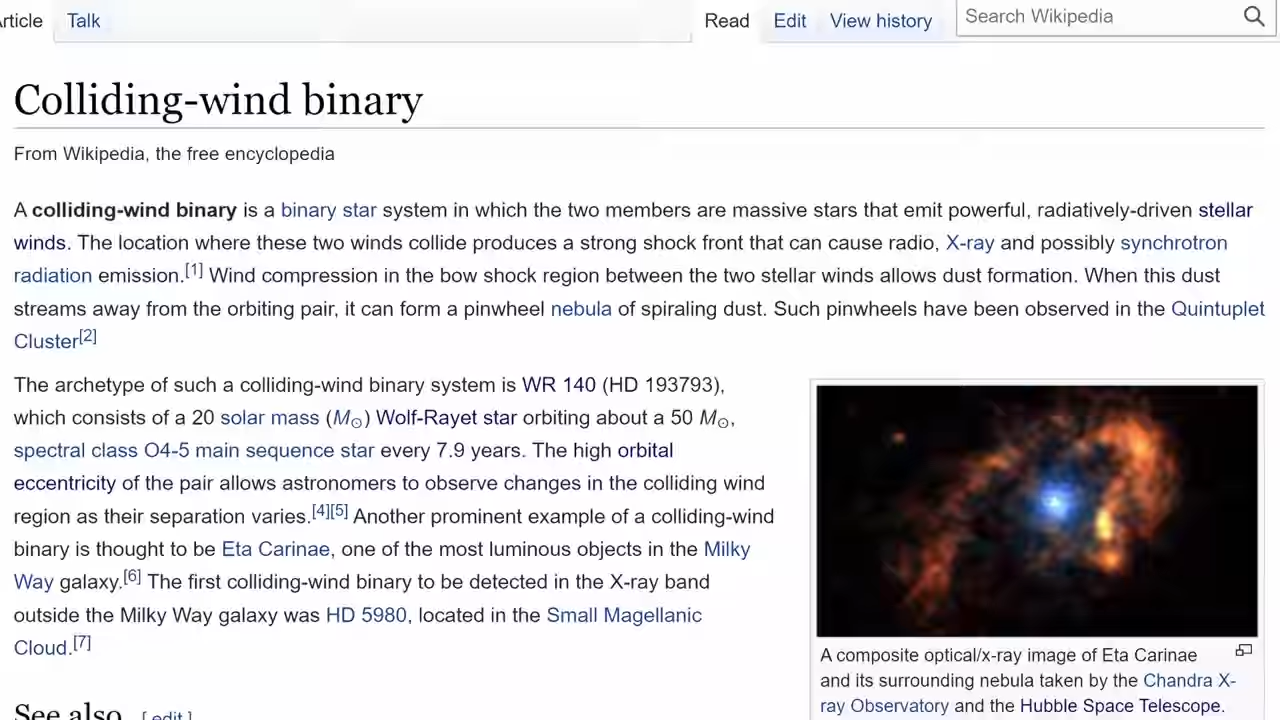 Article Talk Read Edit View history Search Wikipedia
Colliding-wind binary
From Wikipedia, the free encyclopedia
A colliding-wind binary is a binary star system in which the two members are massive stars that emit powerful, radiatively-driven stellar
winds. The location where these two winds collide produces a strong shock front that can cause radio, X-ray and possibly synchrotron
radiation emission.[1] Wind compression in the bow shock region between the two stellar winds allows dust formation. When this dust
streams away from the orbiting pair, it can form a pinwheel nebula of spiraling dust. Such pinwheels have been observed in the Quintuplet
Cluster[2]
The archetype of such a colliding-wind binary system is WR 140 (HD 193793),
which consists of a 20 solar mass (M☉) Wolf-Rayet star orbiting about a 50 M☉,
spectral class O4-5 main sequence star every 7.9 years. The high orbital
eccentricity of the pair allows astronomers to observe changes in the colliding wind
region as their separation varies.[4][5] Another prominent example of a colliding-wind
binary is thought to be Eta Carinae, one of the most luminous objects in the Milky
Way galaxy.[6] The first colliding-wind binary to be detected in the X-ray band
outside the Milky Way galaxy was HD 5980, located in the Small Magellanic
Cloud.[7]
A composite optical/x-ray image of Eta Carinae
and its surrounding nebula taken by the Chandra X-
ray Observatory and the Hubble Space Telescope.
See also [ edit ]